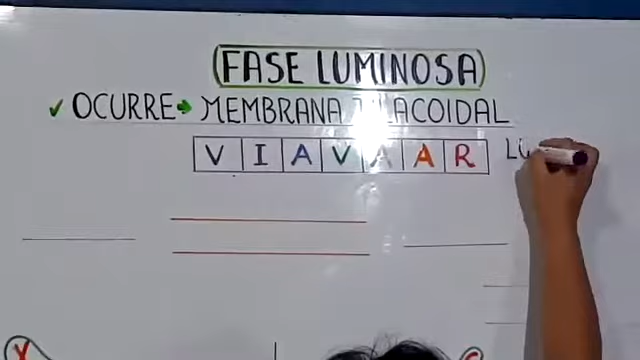 (FASE LUMINOSA)
✓ OCURRE → MEMBRANA
V I A V A A R